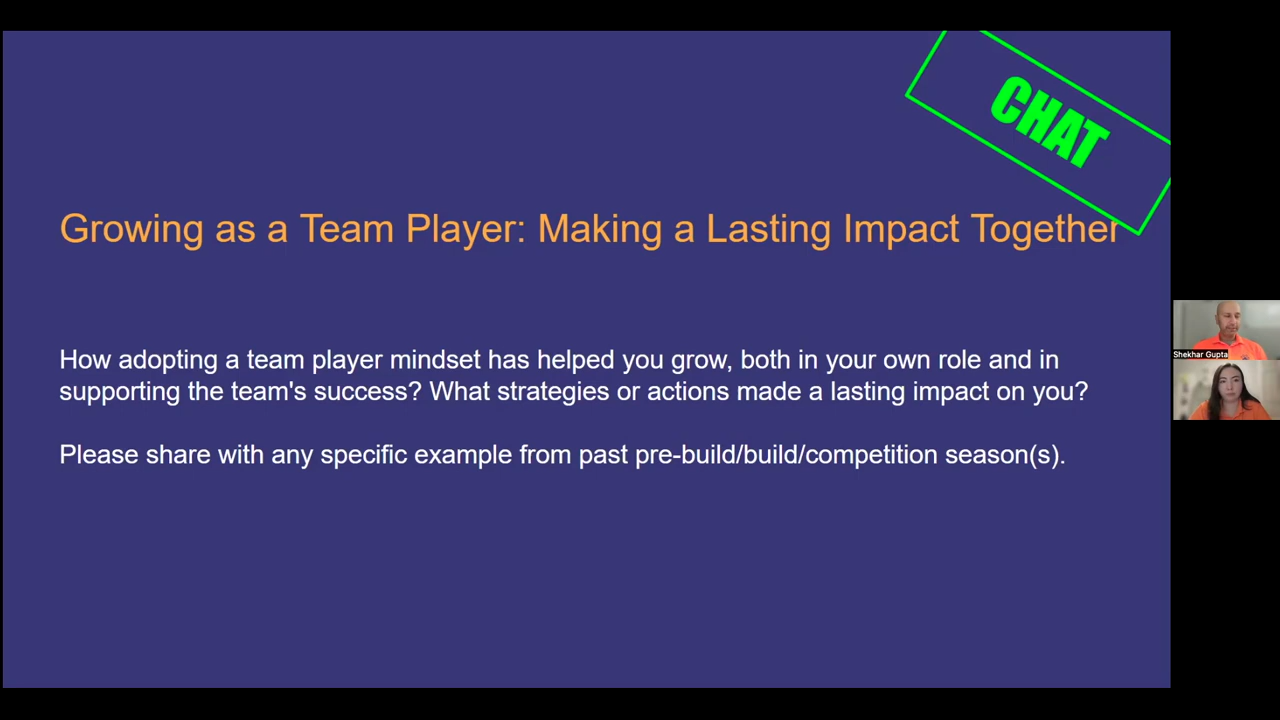 CHAT
Growing as a Team Player: Making a Lasting Impact Together
How adopting a team player mindset has helped you grow, both in your own role and in
supporting the team's success? What strategies or actions made a lasting impact on you?
Please share with any specific example from past pre-build/build/competition season(s).
Shekhar Gupta